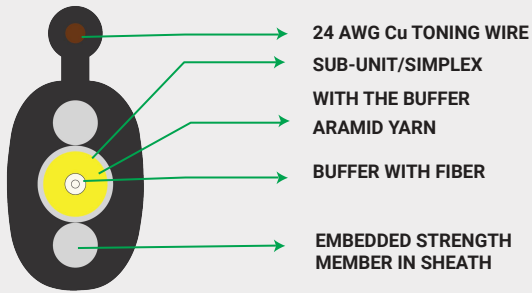 24 AWG Cu TONING WIRE
SUB-UNIT/SIMPLEX
WITH THE BUFFER
ARAMID YARN
BUFFER WITH FIBER
EMBEDDED STRENGTH
MEMBER IN SHEATH